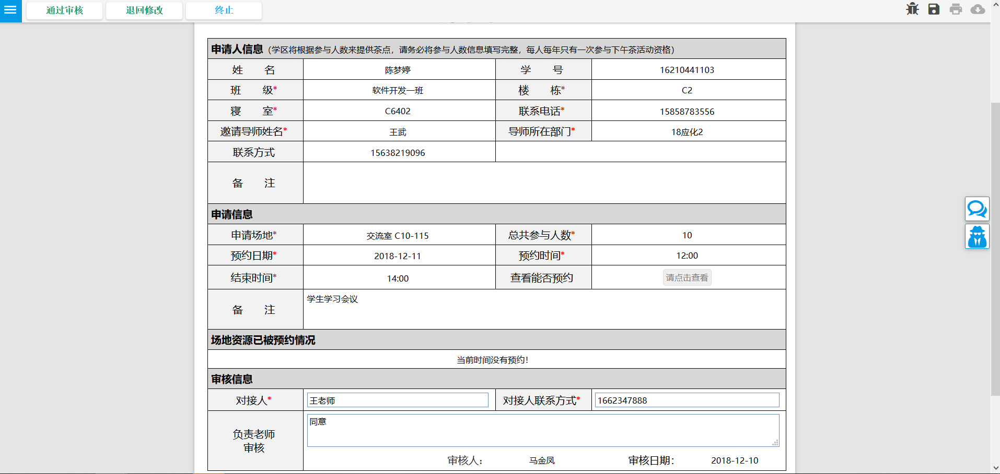 通过审核 退回修改 终止
申请人信息（学区将根据参与人数来提供茶点，请务必将参与人数信息填写完整，每人每年只有一次参与下午茶活动资格）
姓 名 陈梦婷 学 号 16210441103
班 级* 软件开发一班 楼 栋* C2
寝 室* C6402 联系电话* 15858783556
邀请导师姓名* 王武 导师所在部门* 18应化2
联系方式 15638219096
备 注
申请信息
申请场地* 交流室 C10-115 总共参与人数* 10
预约日期* 2018-12-11 预约时间* 12:00
结束时间* 14:00 查看能否预约 请点击查看
备 注 学生学习会议
场地资源已被预约情况
当前时间没有预约！
审核信息
对接人* 王老师 对接人联系方式* 1662347888
负责老师
审核
同意
审核人： 马金凤 审核日期： 2018-12-10